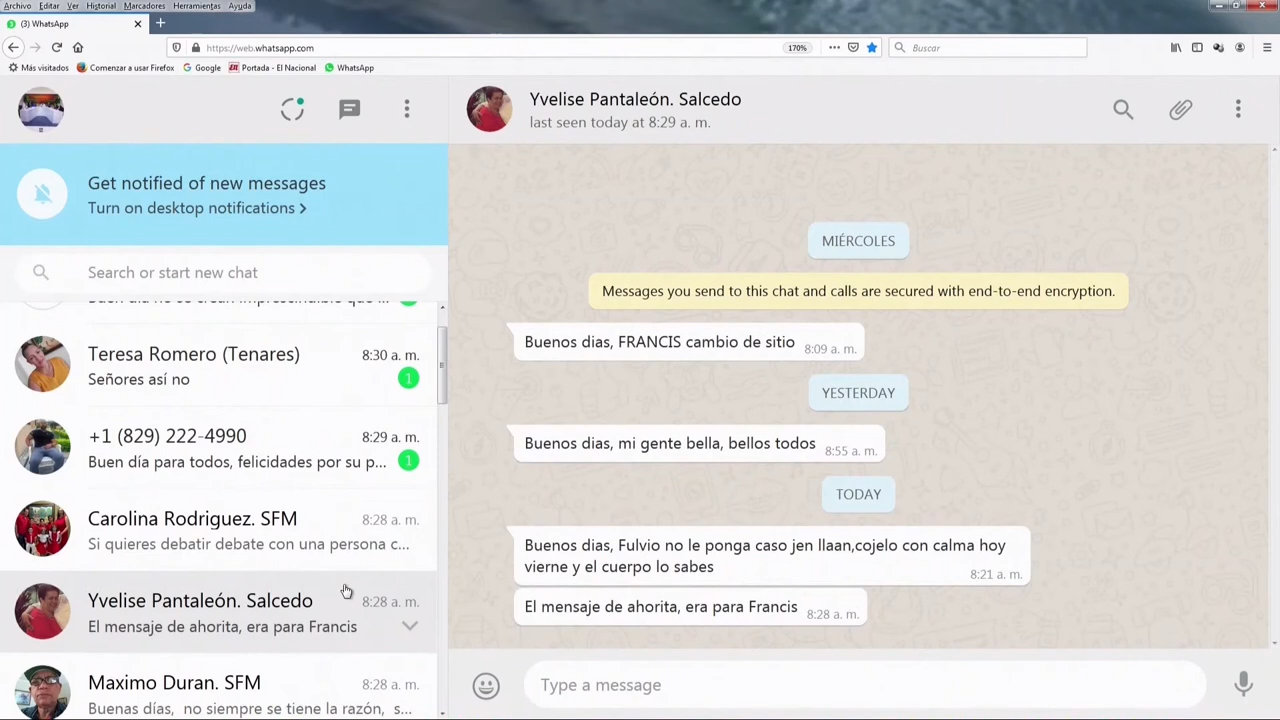 Archivo Editar Ver Historial Marcadores Herramientas Ayuda
(3) WhatsApp
https://web.whatsapp.com
170%
Buscar
Más visitados Comenzar a usar Firefox Google Portada - El Nacional WhatsApp
Get notified of new messages
Turn on desktop notifications
Search or start new chat
Teresa Romero (Tenares) 8:30 a. m.
Señores así no 1
+1 (829) 222-4990 8:29 a. m.
Buen día para todos, felicidades por su p... 1
Carolina Rodriguez. SFM 8:28 a. m.
Si quieres debatir debate con una persona c...
Yvelise Pantaleón. Salcedo 8:28 a. m.
El mensaje de ahorita, era para Francis
Maximo Duran. SFM 8:28 a. m.
Buenas días, no siempre se tiene la razón, s...
Yvelise Pantaleón. Salcedo
last seen today at 8:29 a. m.
MIÉRCOLES
Messages you send to this chat and calls are secured with end-to-end encryption.
Buenos dias, FRANCIS cambio de sitio 8:09 a. m.
YESTERDAY
Buenos dias, mi gente bella, bellos todos 8:55 a. m.
TODAY
Buenos dias, Fulvio no le ponga caso jen llaan,cojelo con calma hoy
vierne y el cuerpo lo sabes
8:21 a. m.
El mensaje de ahorita, era para Francis 8:28 a. m.
Type a message